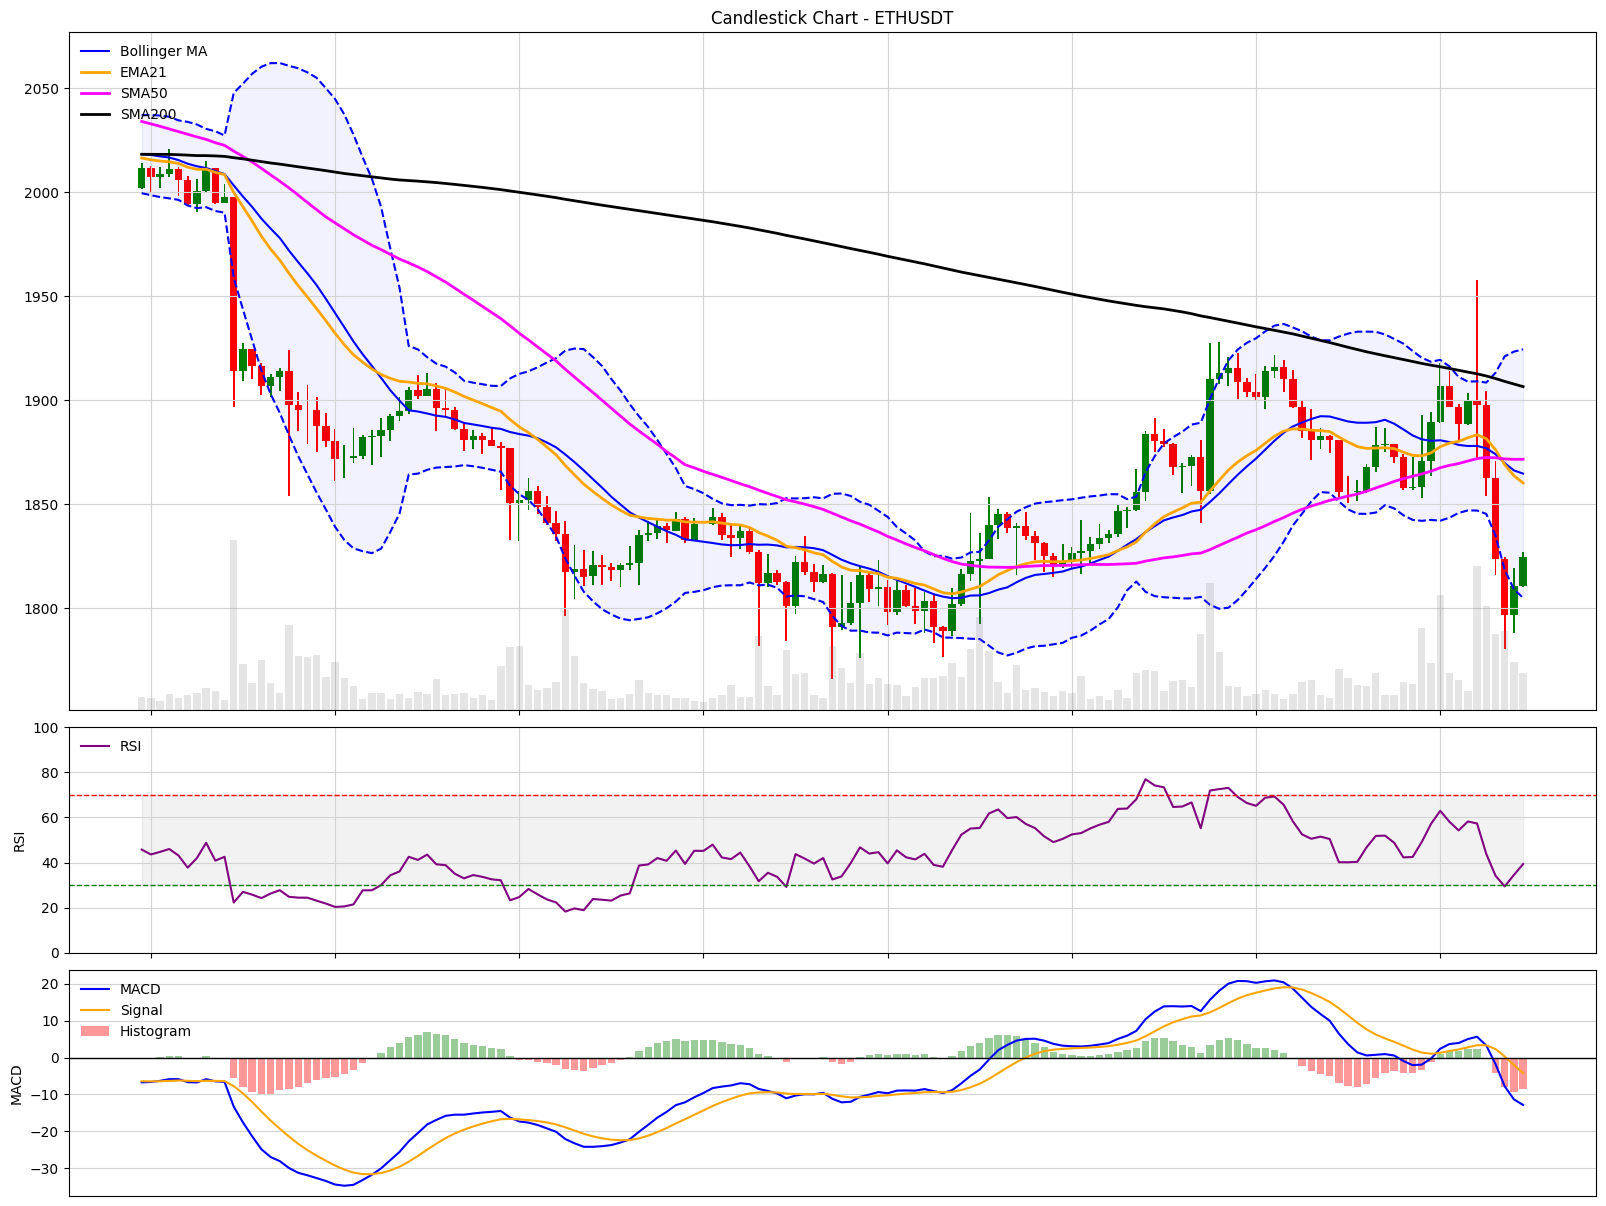 Candlestick Chart - ETHUSDT
Bollinger MA
EMA21
SMA50
SMA200
2050
2000
1950
1900
1850
1800
RSI
100
80
60
40
20
0
RSI
MACD
Signal
Histogram
20
10
0
−10
−20
−30
MACD